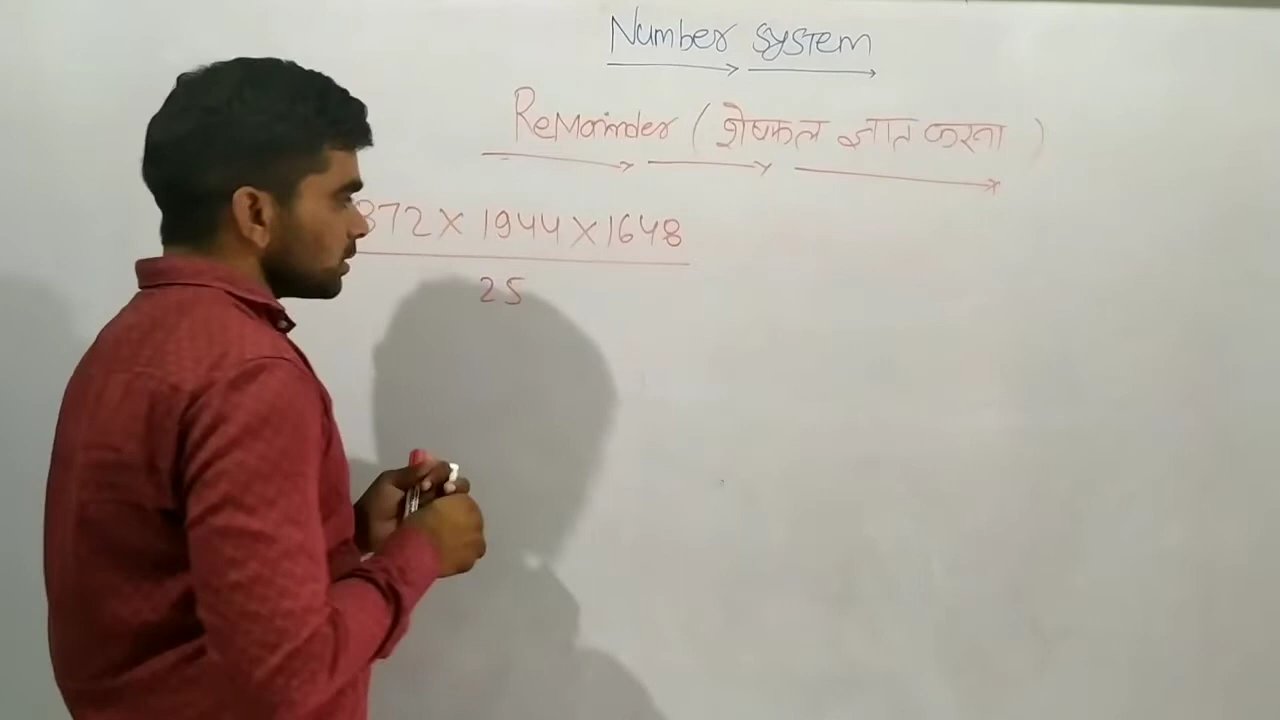 Number system
Remainder (शेषफल ज्ञात करना)
372 × 1944 × 1648
25